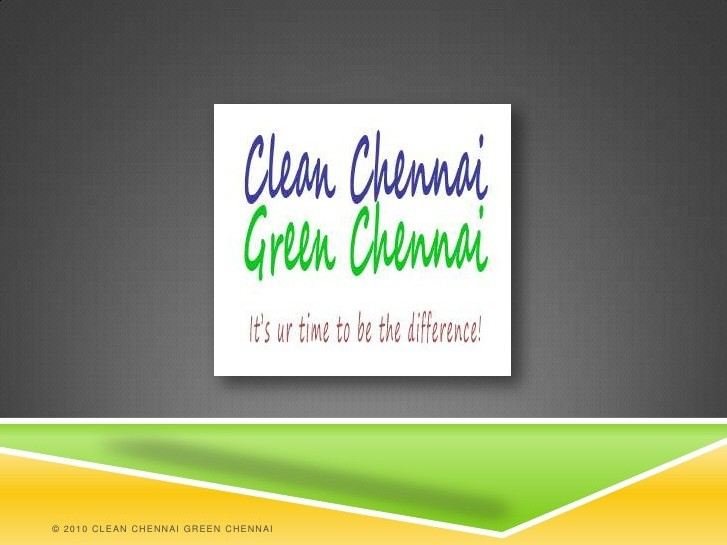 Clean Chennai
Green Chennai
It's ur time to be the difference!
© 2010 CLEAN CHENNAI GREEN CHENNAI